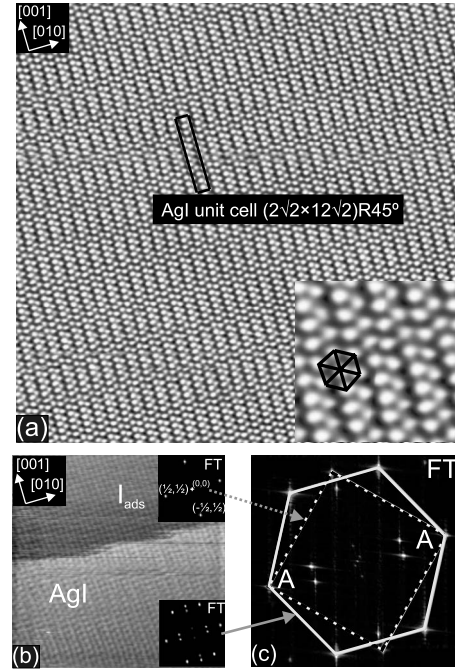 [001]
[010]
AgI unit cell (2√2×12√2)R45º
(a)
[001]
[010]
I ads
FT
(½,½)
(0,0)
(-½,½)
AgI
FT
(b)
FT
A
A
(c)